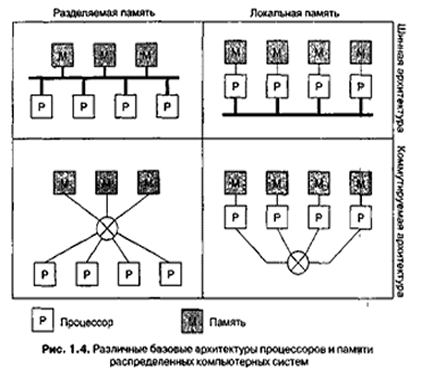 Разделяемая память
Локальная память
М М М
Р Р Р Р
М М М М
Р Р Р Р
Шинная архитектура
М М М
Р Р Р Р
М М М М
Р Р Р Р
Коммутируемая архитектура
Р Процессор
М Память
Рис. 1.4. Различные базовые архитектуры процессоров и памяти
распределенных компьютерных систем